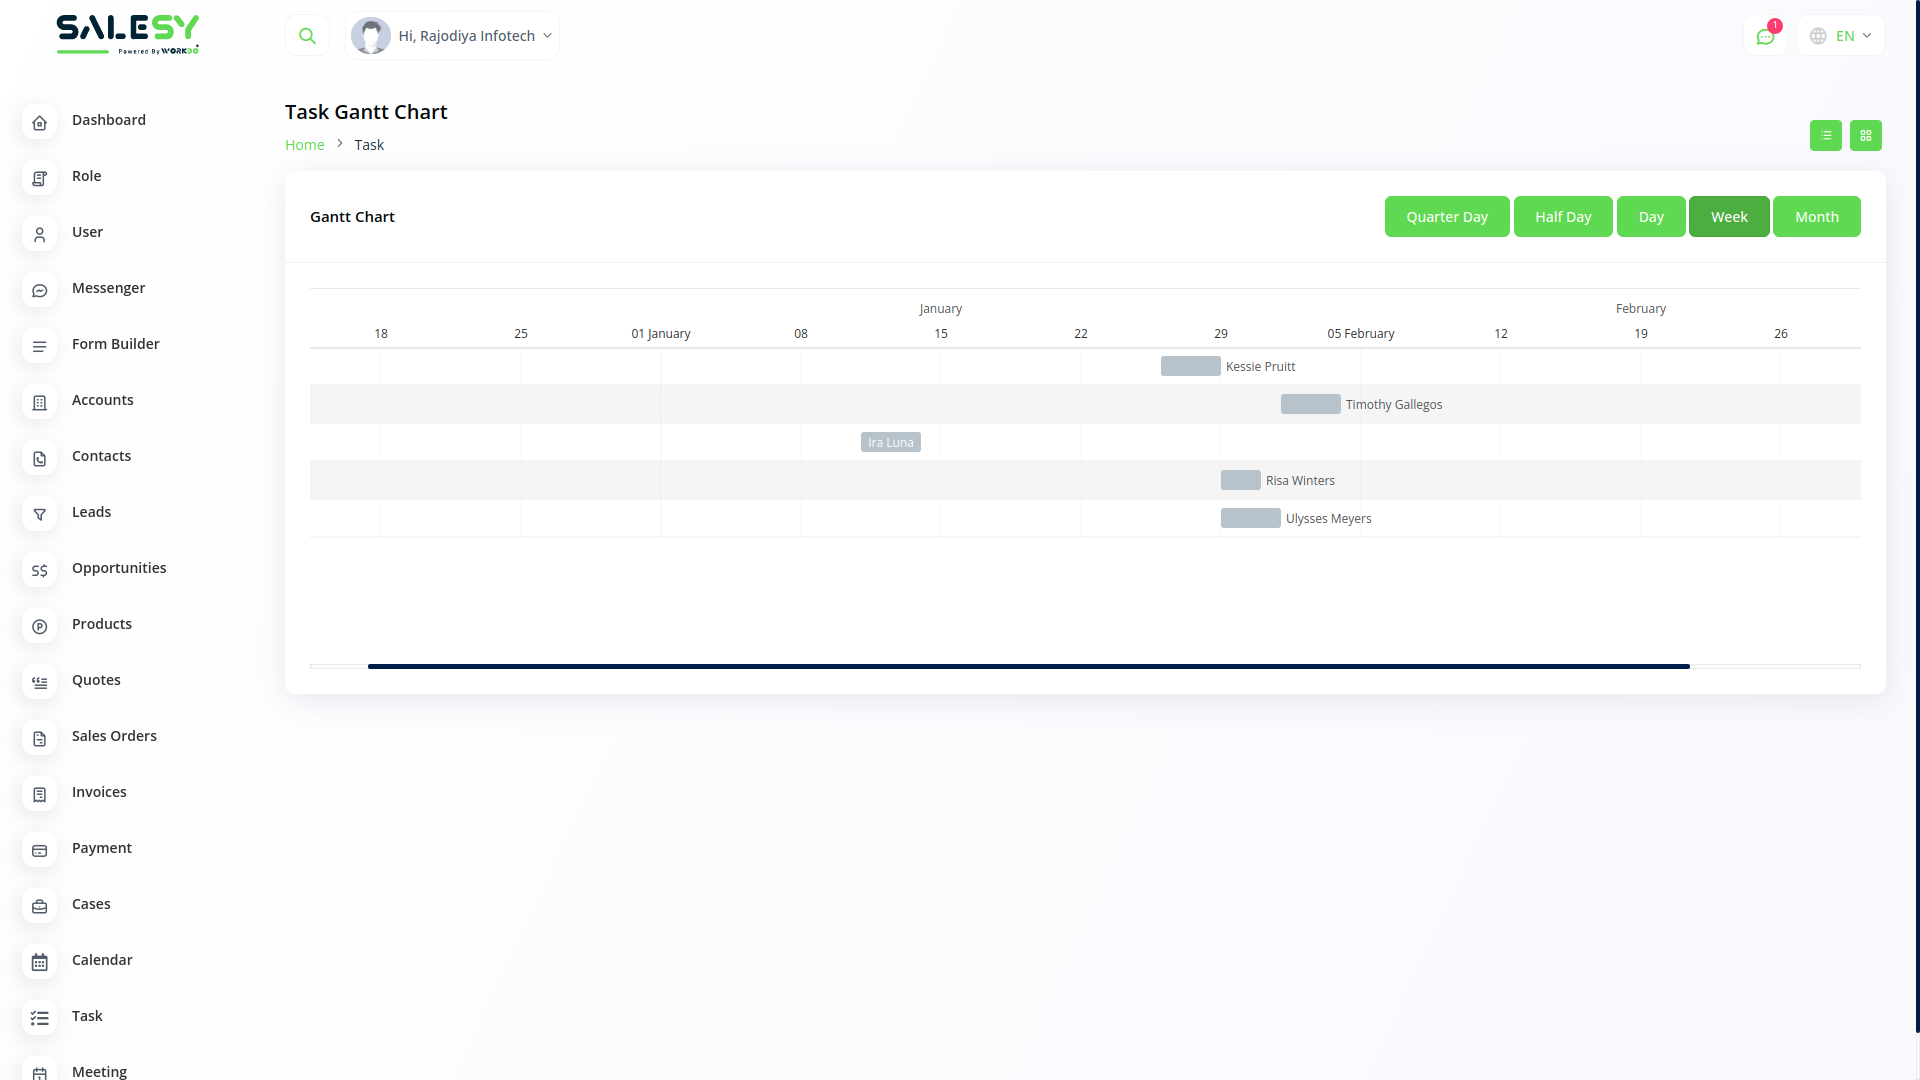 SALESY
Powered By WORKDO
Hi, Rajodiya Infotech
1
EN
Dashboard
Role
User
Messenger
Form Builder
Accounts
Contacts
Leads
Opportunities
Products
Quotes
Sales Orders
Invoices
Payment
Cases
Calendar
Task
Meeting
Task Gantt Chart
Home > Task
Gantt Chart
Quarter Day Half Day Day Week Month
January February
18 25 01 January 08 15 22 29 05 February 12 19 26
Kessie Pruitt
Timothy Gallegos
Ira Luna
Risa Winters
Ulysses Meyers